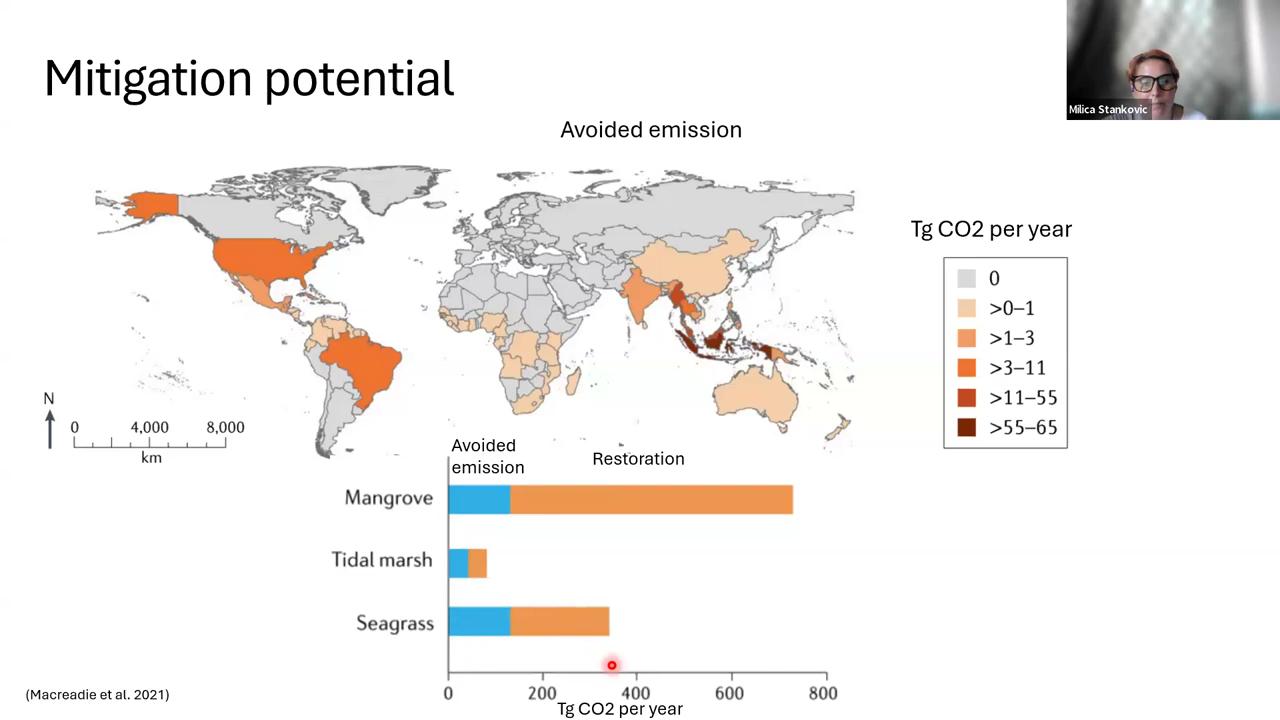 Mitigation potential
Milica Stankovic
Avoided emission
Tg CO2 per year
0
>0–1
>1–3
>3–11
>11–55
>55–65
N
0 4,000 8,000
km
Avoided
emission
Restoration
Mangrove
Tidal marsh
Seagrass
0 200 400 600 800
Tg CO2 per year
(Macreadie et al. 2021)